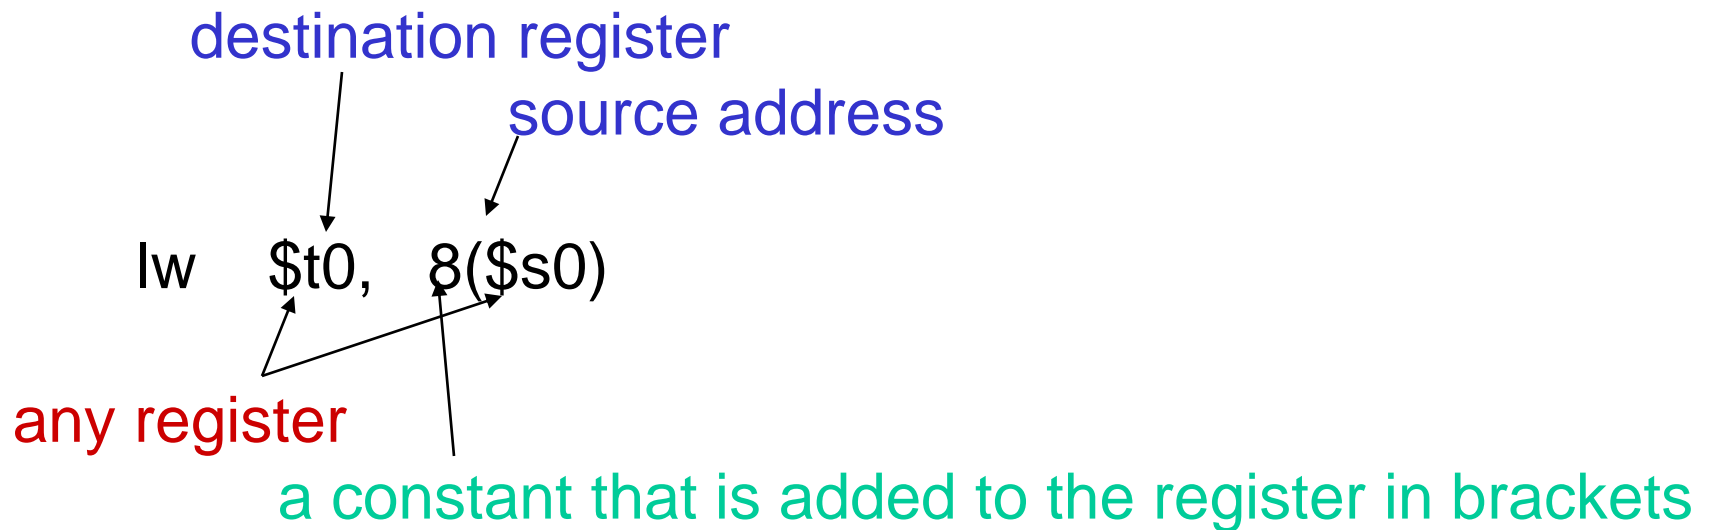 destination register
source address
lw $t0, 8($s0)
any register
a constant that is added to the register in brackets